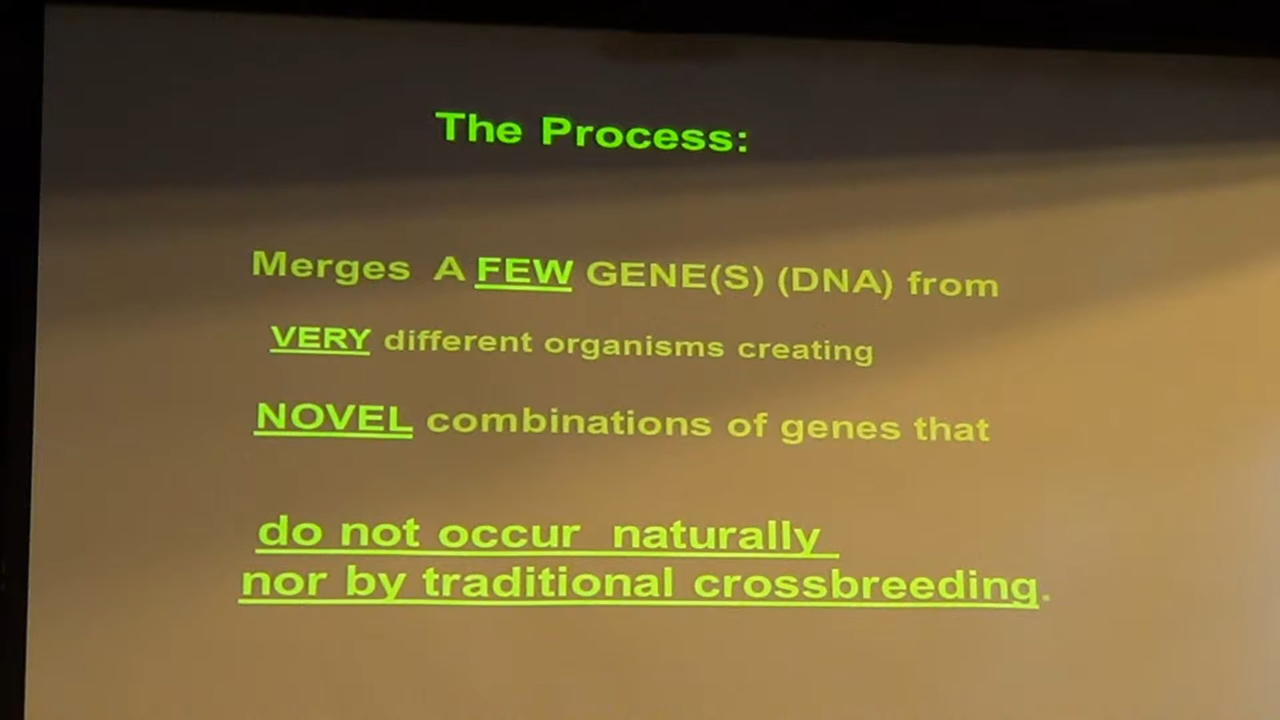 The Process:
Merges A FEW GENE(S) (DNA) from
VERY different organisms creating
NOVEL combinations of genes that
do not occur naturally
nor by traditional crossbreeding.